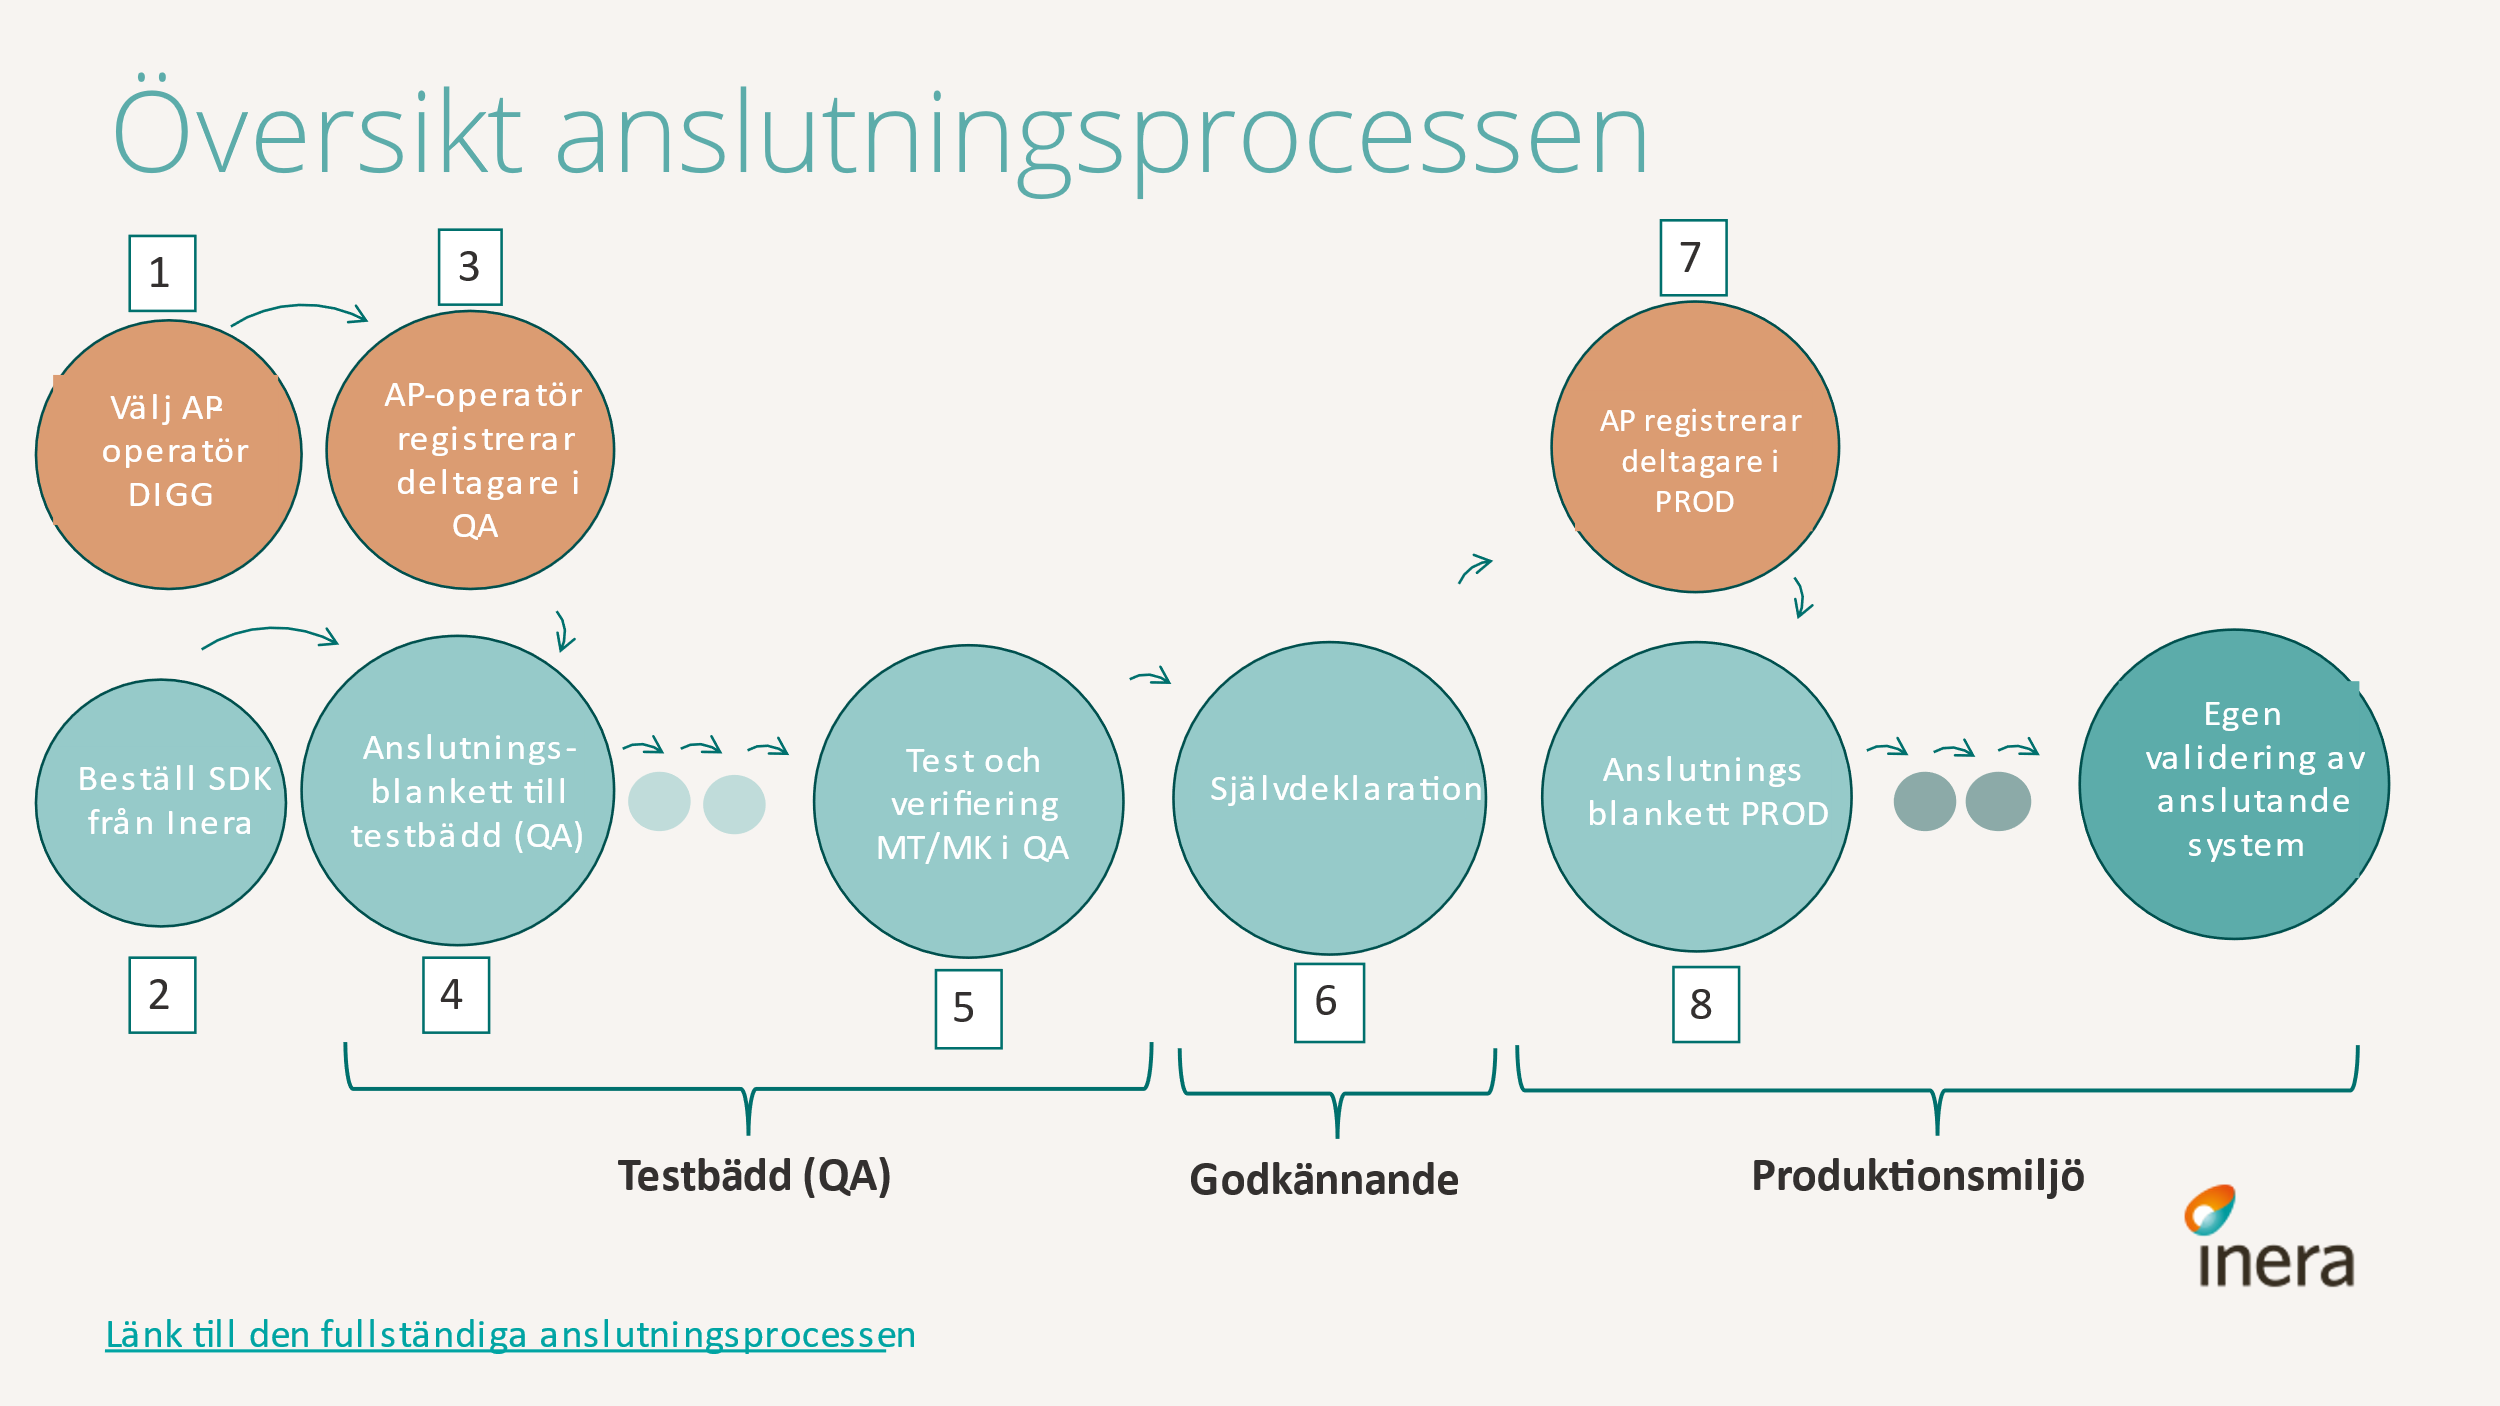 Översikt anslutningsprocessen
1
Välj AP-
operatör
DIGG
3
AP-operatör
registrerar
deltagare i
QA
7
AP registrerar
deltagare i
PROD
Beställ SDK
från Inera
2
Anslutnings-
blankett till
testbädd (QA)
4
Test och
verifiering
MT/MK i QA
5
Självdeklaration
6
Anslutnings-
blankett PROD
8
Egen
validering av
anslutande
system
Testbädd (QA)
Godkännande
Produktionsmiljö
inera
Länk till den fullständiga anslutningsprocessen